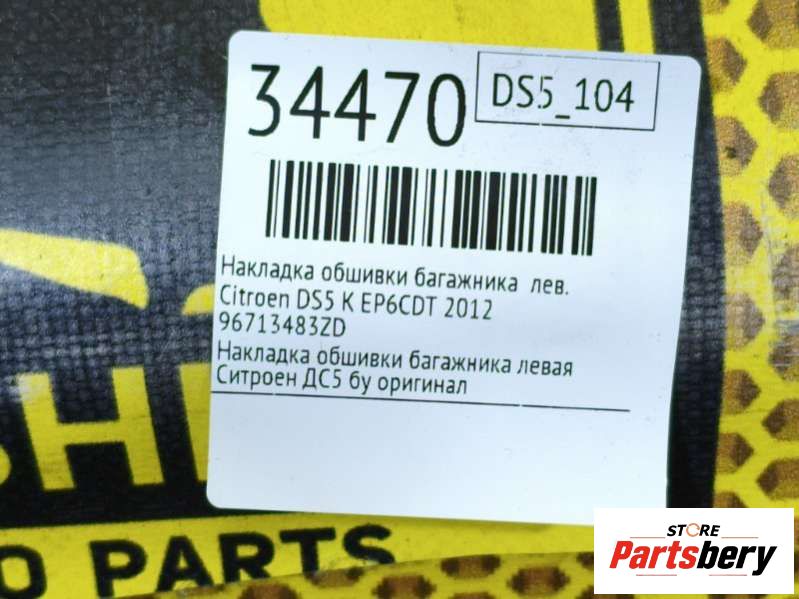 34470
DS5_104
Накладка обшивки багажника лев.
Citroen DS5 K EP6CDT 2012
96713483ZD
Накладка обшивки багажника левая
Ситроен ДС5 бу оригинал
PARTS
STORE
Partsbery